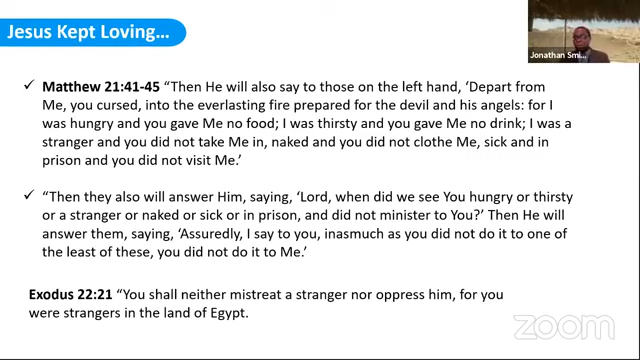 Jesus Kept Loving...
Jonathan Smi...
Matthew 21:41-45 “Then He will also say to those on the left hand, ‘Depart from
Me, you cursed, into the everlasting fire prepared for the devil and his angels: for I
was hungry and you gave Me no food; I was thirsty and you gave Me no drink; I was a
stranger and you did not take Me in, naked and you did not clothe Me, sick and in
prison and you did not visit Me.’
“Then they also will answer Him, saying, ‘Lord, when did we see You hungry or thirsty
or a stranger or naked or sick or in prison, and did not minister to You?’ Then He will
answer them, saying, ‘Assuredly, I say to you, inasmuch as you did not do it to one of
the least of these, you did not do it to Me.’
Exodus 22:21 “You shall neither mistreat a stranger nor oppress him, for you
were strangers in the land of Egypt.
zoom